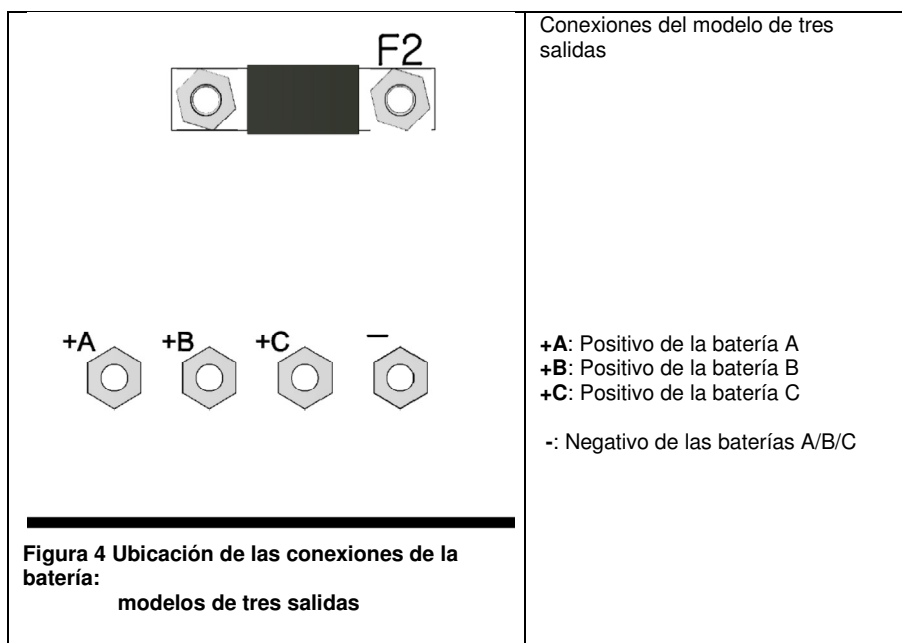 F2
+A +B +C –
Figura 4 Ubicación de las conexiones de la
batería:
modelos de tres salidas
Conexiones del modelo de tres
salidas
+A: Positivo de la batería A
+B: Positivo de la batería B
+C: Positivo de la batería C
-: Negativo de las baterías A/B/C